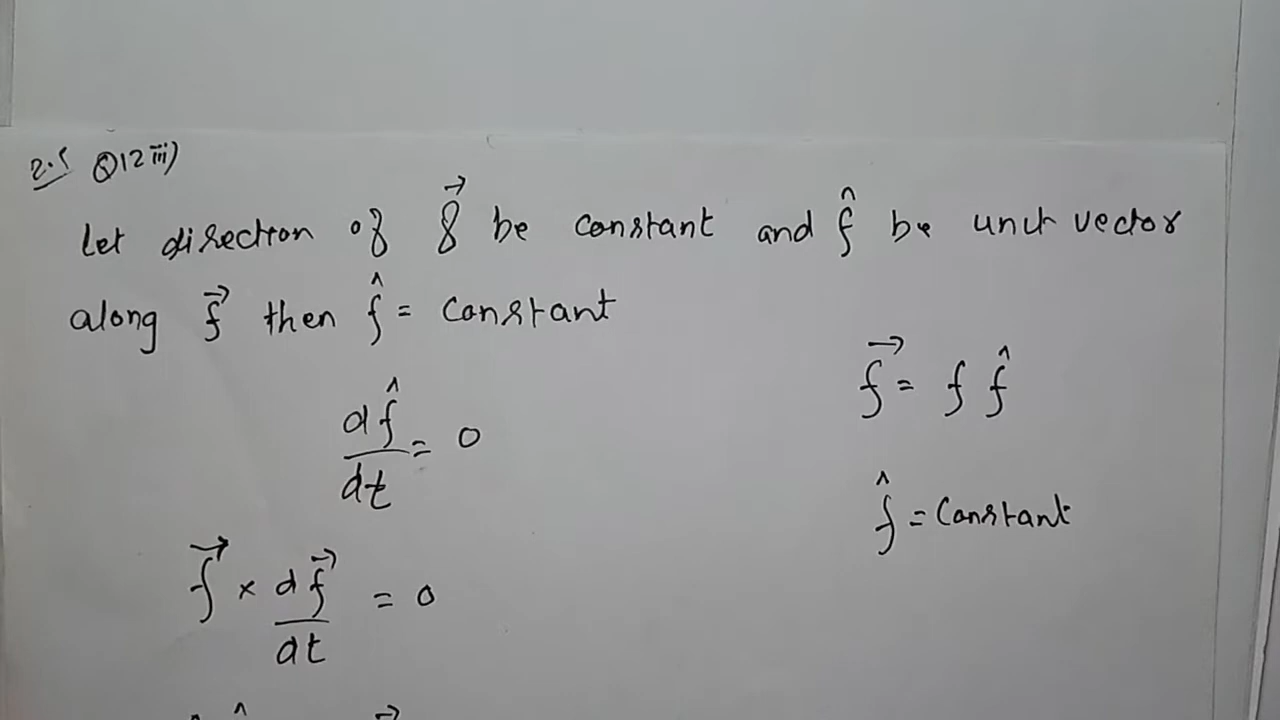 2.5 Q12 iii)
Let direction of f⃗ be constant and f̂ be unit vector
along f⃗ then f̂ = constant
f⃗ = f f̂
df̂/dt = 0
f̂ = constant
f⃗ × df⃗/dt = 0